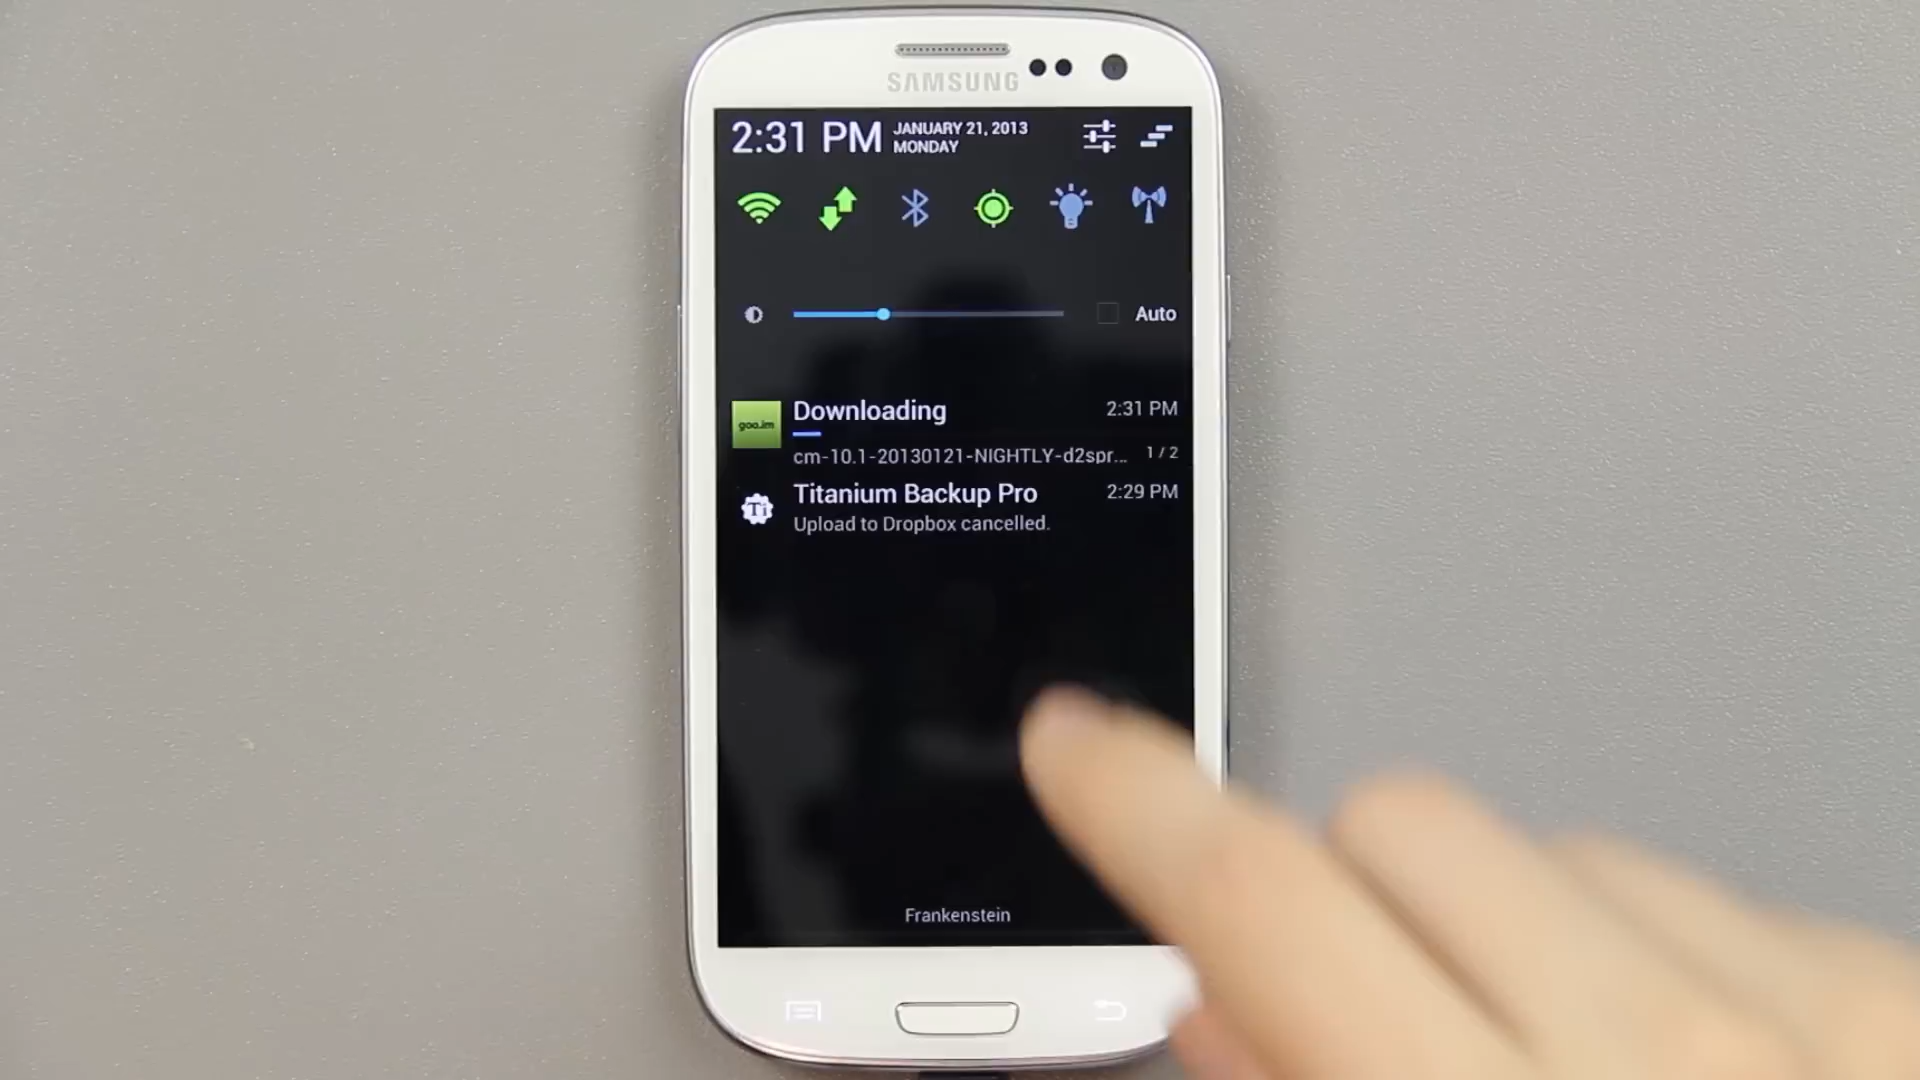 SAMSUNG
2:31 PM
JANUARY 21, 2013
MONDAY
Auto
goo.im
Downloading 2:31 PM
cm-10.1-20130121-NIGHTLY-d2spr... 1 / 2
Ti
Titanium Backup Pro 2:29 PM
Upload to Dropbox cancelled.
Frankenstein